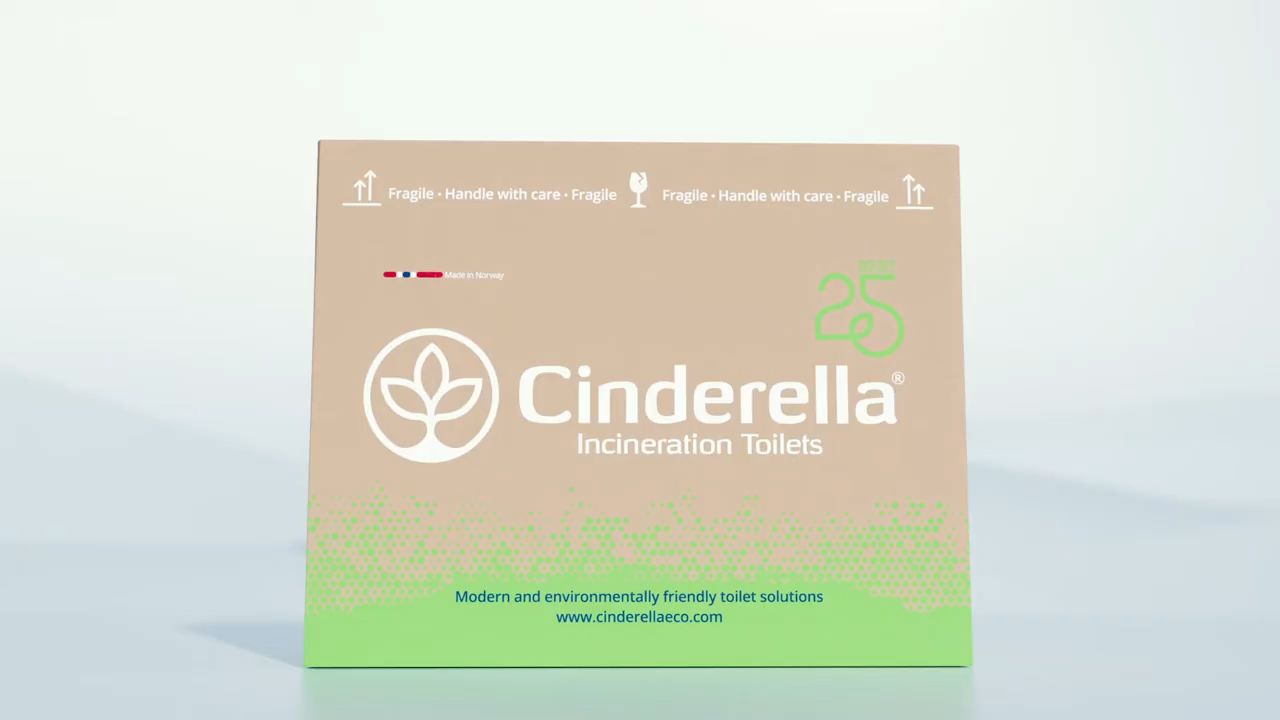 Fragile • Handle with care • Fragile
Fragile • Handle with care • Fragile
Made in Norway
25
Cinderella®
Incineration Toilets
Modern and environmentally friendly toilet solutions
www.cinderellaeco.com